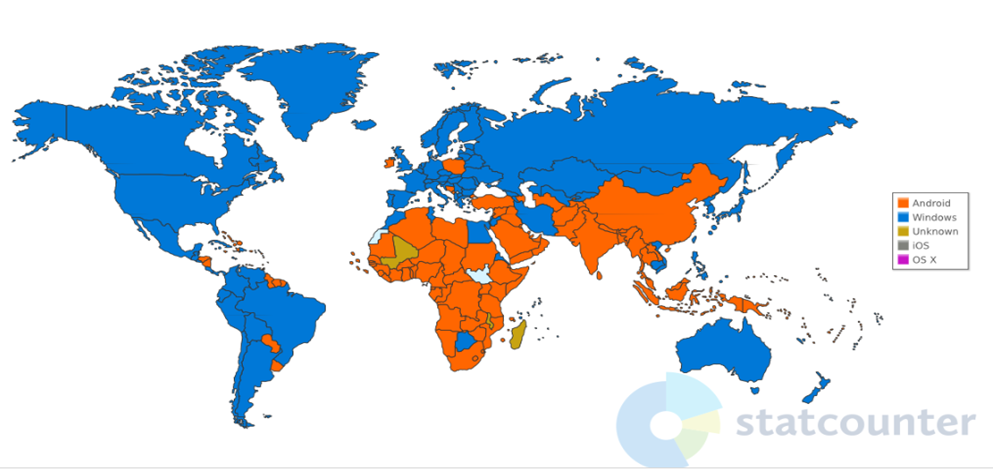 Android
Windows
Unknown
iOS
OS X
statcounter